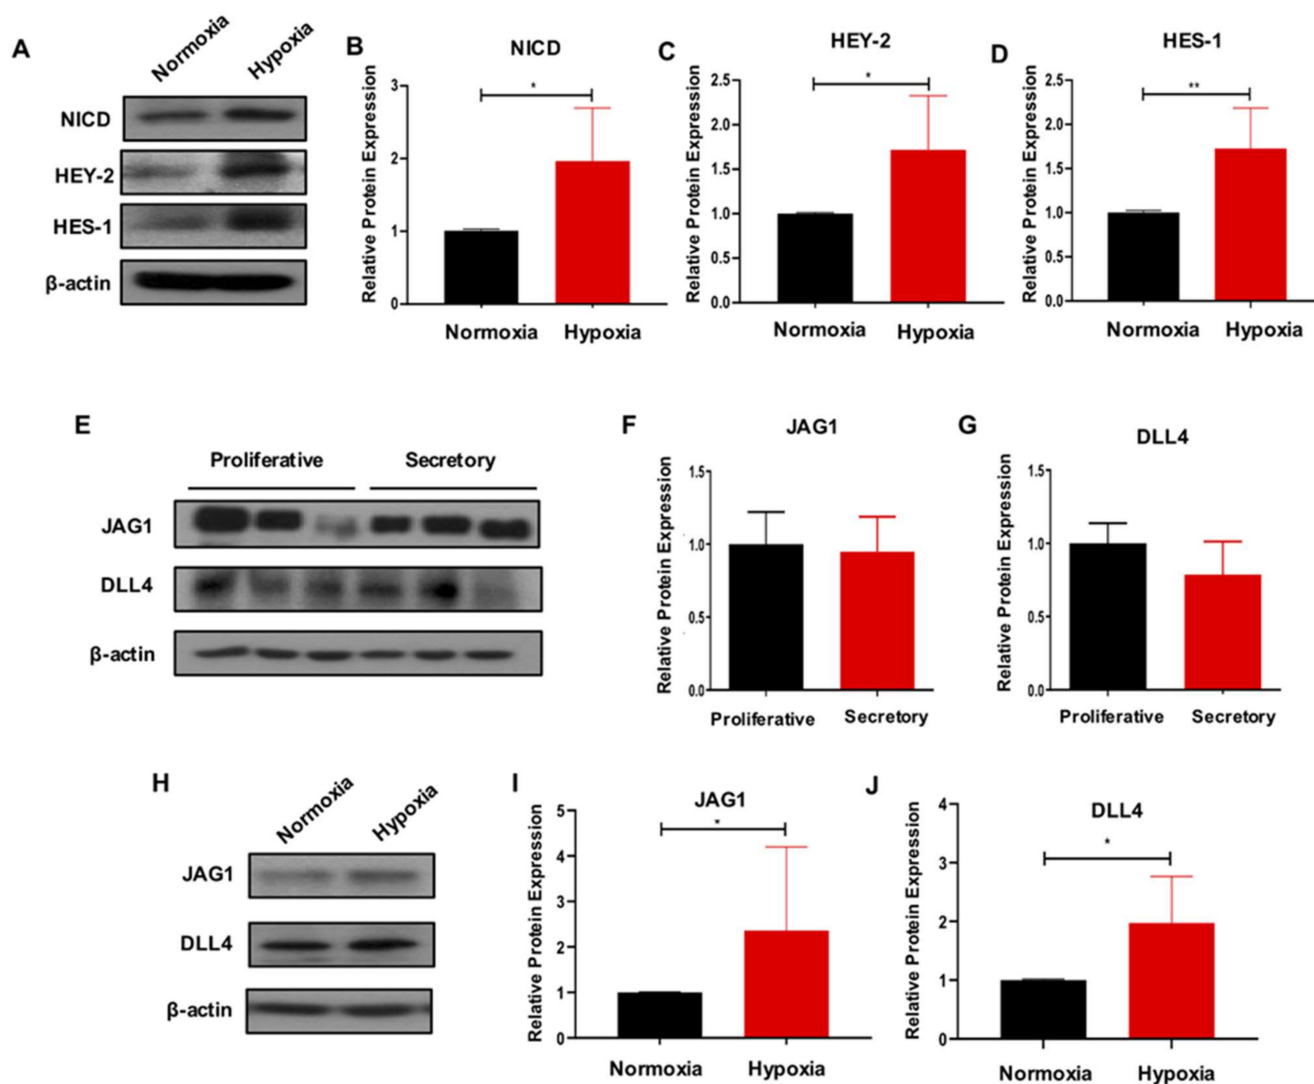 A
Normoxia Hypoxia
NICD
HEY-2
HES-1
β-actin
B
NICD
Relative Protein Expression
3
2
1
0
*
Normoxia Hypoxia
C
HEY-2
Relative Protein Expression
2.5
2.0
1.5
1.0
0.5
0.0
*
Normoxia Hypoxia
D
HES-1
Relative Protein Expression
2.5
2.0
1.5
1.0
0.5
0.0
**
Normoxia Hypoxia
E
Proliferative Secretory
JAG1
DLL4
β-actin
F
JAG1
Relative Protein Expression
1.5
1.0
0.5
0.0
Proliferative Secretory
G
DLL4
Relative Protein Expression
1.5
1.0
0.5
0.0
Proliferative Secretory
H
Normoxia Hypoxia
JAG1
DLL4
β-actin
I
JAG1
Relative Protein Expression
5
4
3
2
1
0
*
Normoxia Hypoxia
J
DLL4
Relative Protein Expression
4
3
2
1
0
*
Normoxia Hypoxia